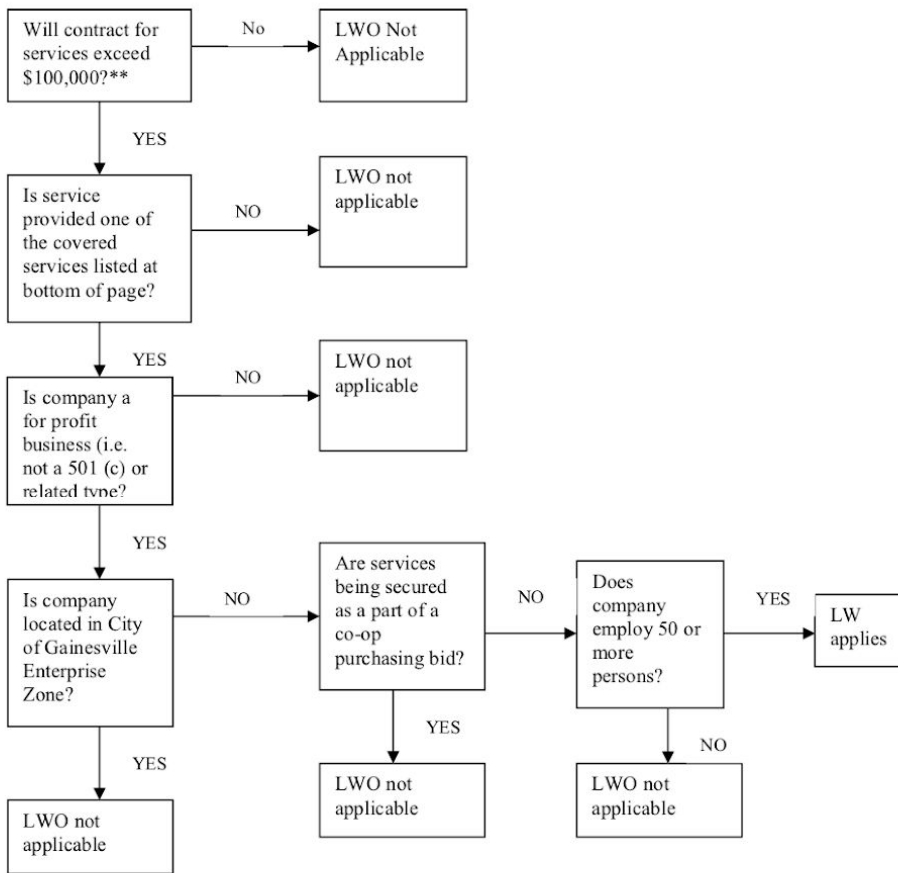 Will contract for
services exceed
$100,000?**
No
LWO Not
Applicable
YES
Is service
provided one of
the covered
services listed at
bottom of page?
NO
LWO not
applicable
YES
Is company a
for profit
business (i.e.
not a 501 (c) or
related type?
NO
LWO not
applicable
YES
Is company
located in City
of Gainesville
Enterprise
Zone?
NO
Are services
being secured
as a part of a
co-op
purchasing bid?
NO
Does
company
employ 50 or
more
persons?
YES
LW
applies
YES
LWO not
applicable
YES
LWO not
applicable
NO
LWO not
applicable